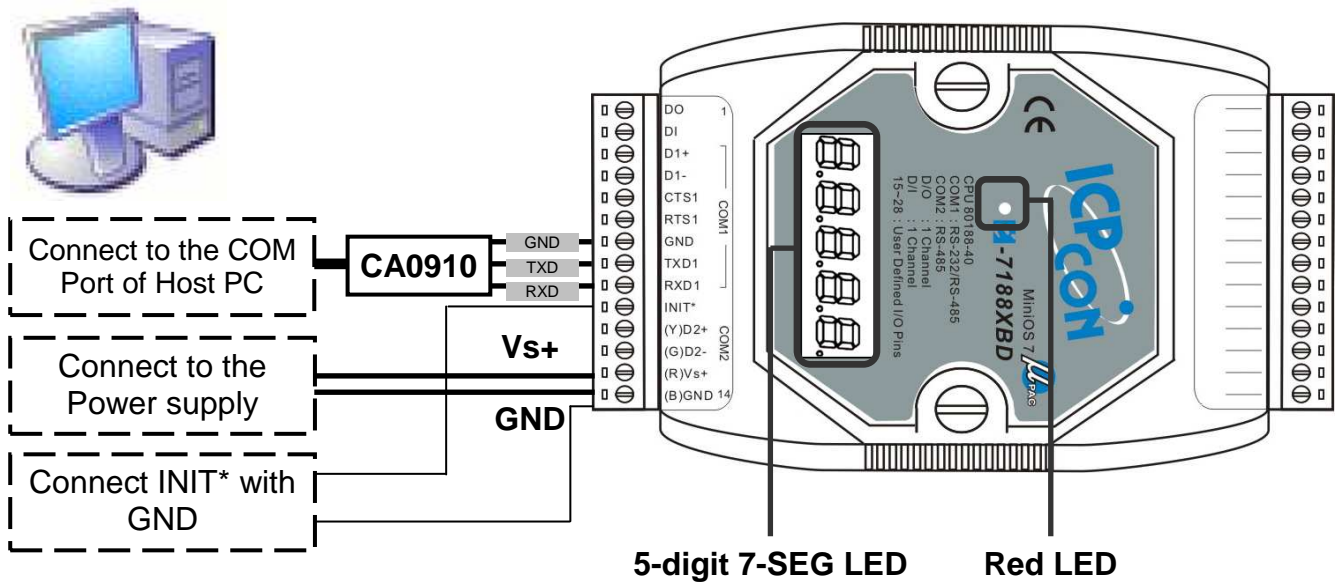 Connect to the COM
Port of Host PC
CA0910
GND
TXD
RXD
Connect to the
Power supply
Vs+
GND
Connect INIT* with
GND
DO 1
DI
D1+
D1-
CTS1
RTS1
GND
TXD1
RXD1
COM1
INIT*
(Y)D2+
(G)D2-
COM2
(R)Vs+
(B)GND 14
CE
ICP
CON
CPU 80188-40
COM1 : RS-232/RS-485
COM2 : RS-485
D/O : 1 Channel
D/I : 1 Channel
15~28 : User Defined I/O Pins
-7188XBD
MiniOS 7
μ
PAC
5-digit 7-SEG LED
Red LED